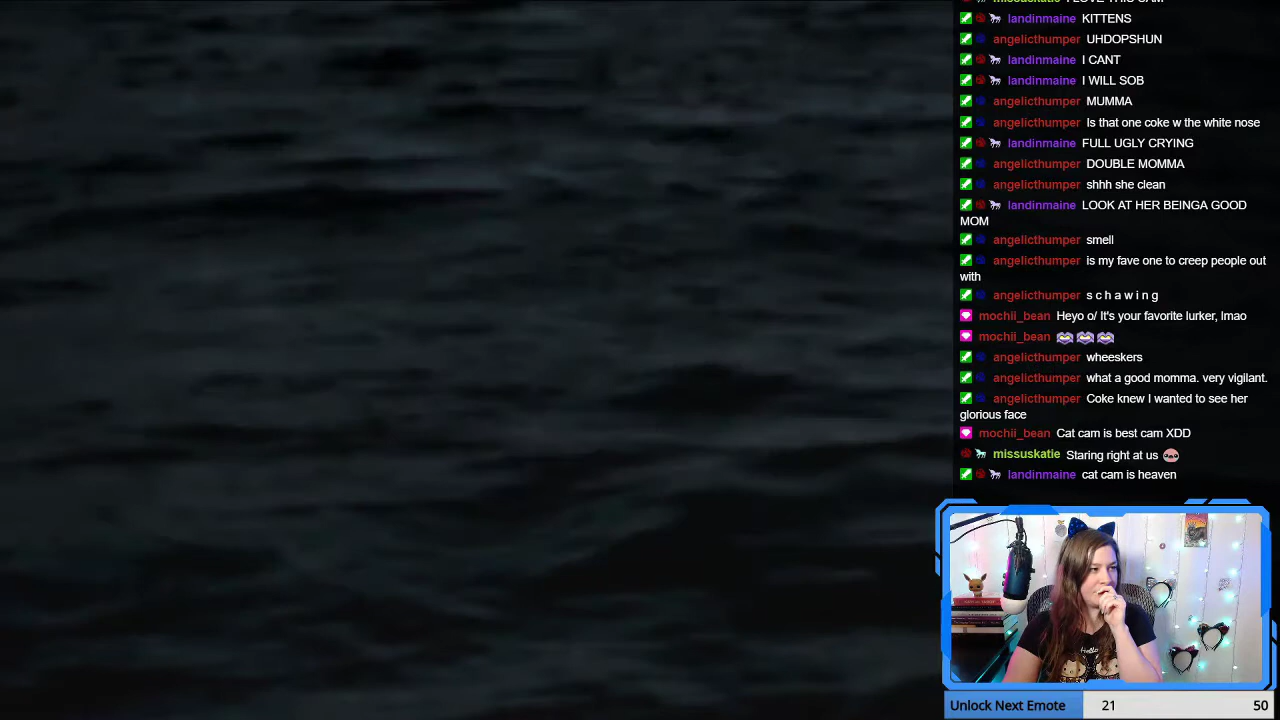 landinmaine KITTENS
angelicthumper UHDOPSHUN
landinmaine I CANT
landinmaine I WILL SOB
angelicthumper MUMMA
angelicthumper Is that one coke w the white nose
landinmaine FULL UGLY CRYING
angelicthumper DOUBLE MOMMA
angelicthumper shhh she clean
landinmaine LOOK AT HER BEINGA GOOD
MOM
angelicthumper smell
angelicthumper is my fave one to creep people out
with
angelicthumper s c h a w i n g
mochii_bean Heyo o/ It's your favorite lurker, lmao
mochii_bean
angelicthumper wheeskers
angelicthumper what a good momma. very vigilant.
angelicthumper Coke knew I wanted to see her
glorious face
mochii_bean Cat cam is best cam XDD
missuskatie Staring right at us
landinmaine cat cam is heaven
Hello
Unlock Next Emote 21 50